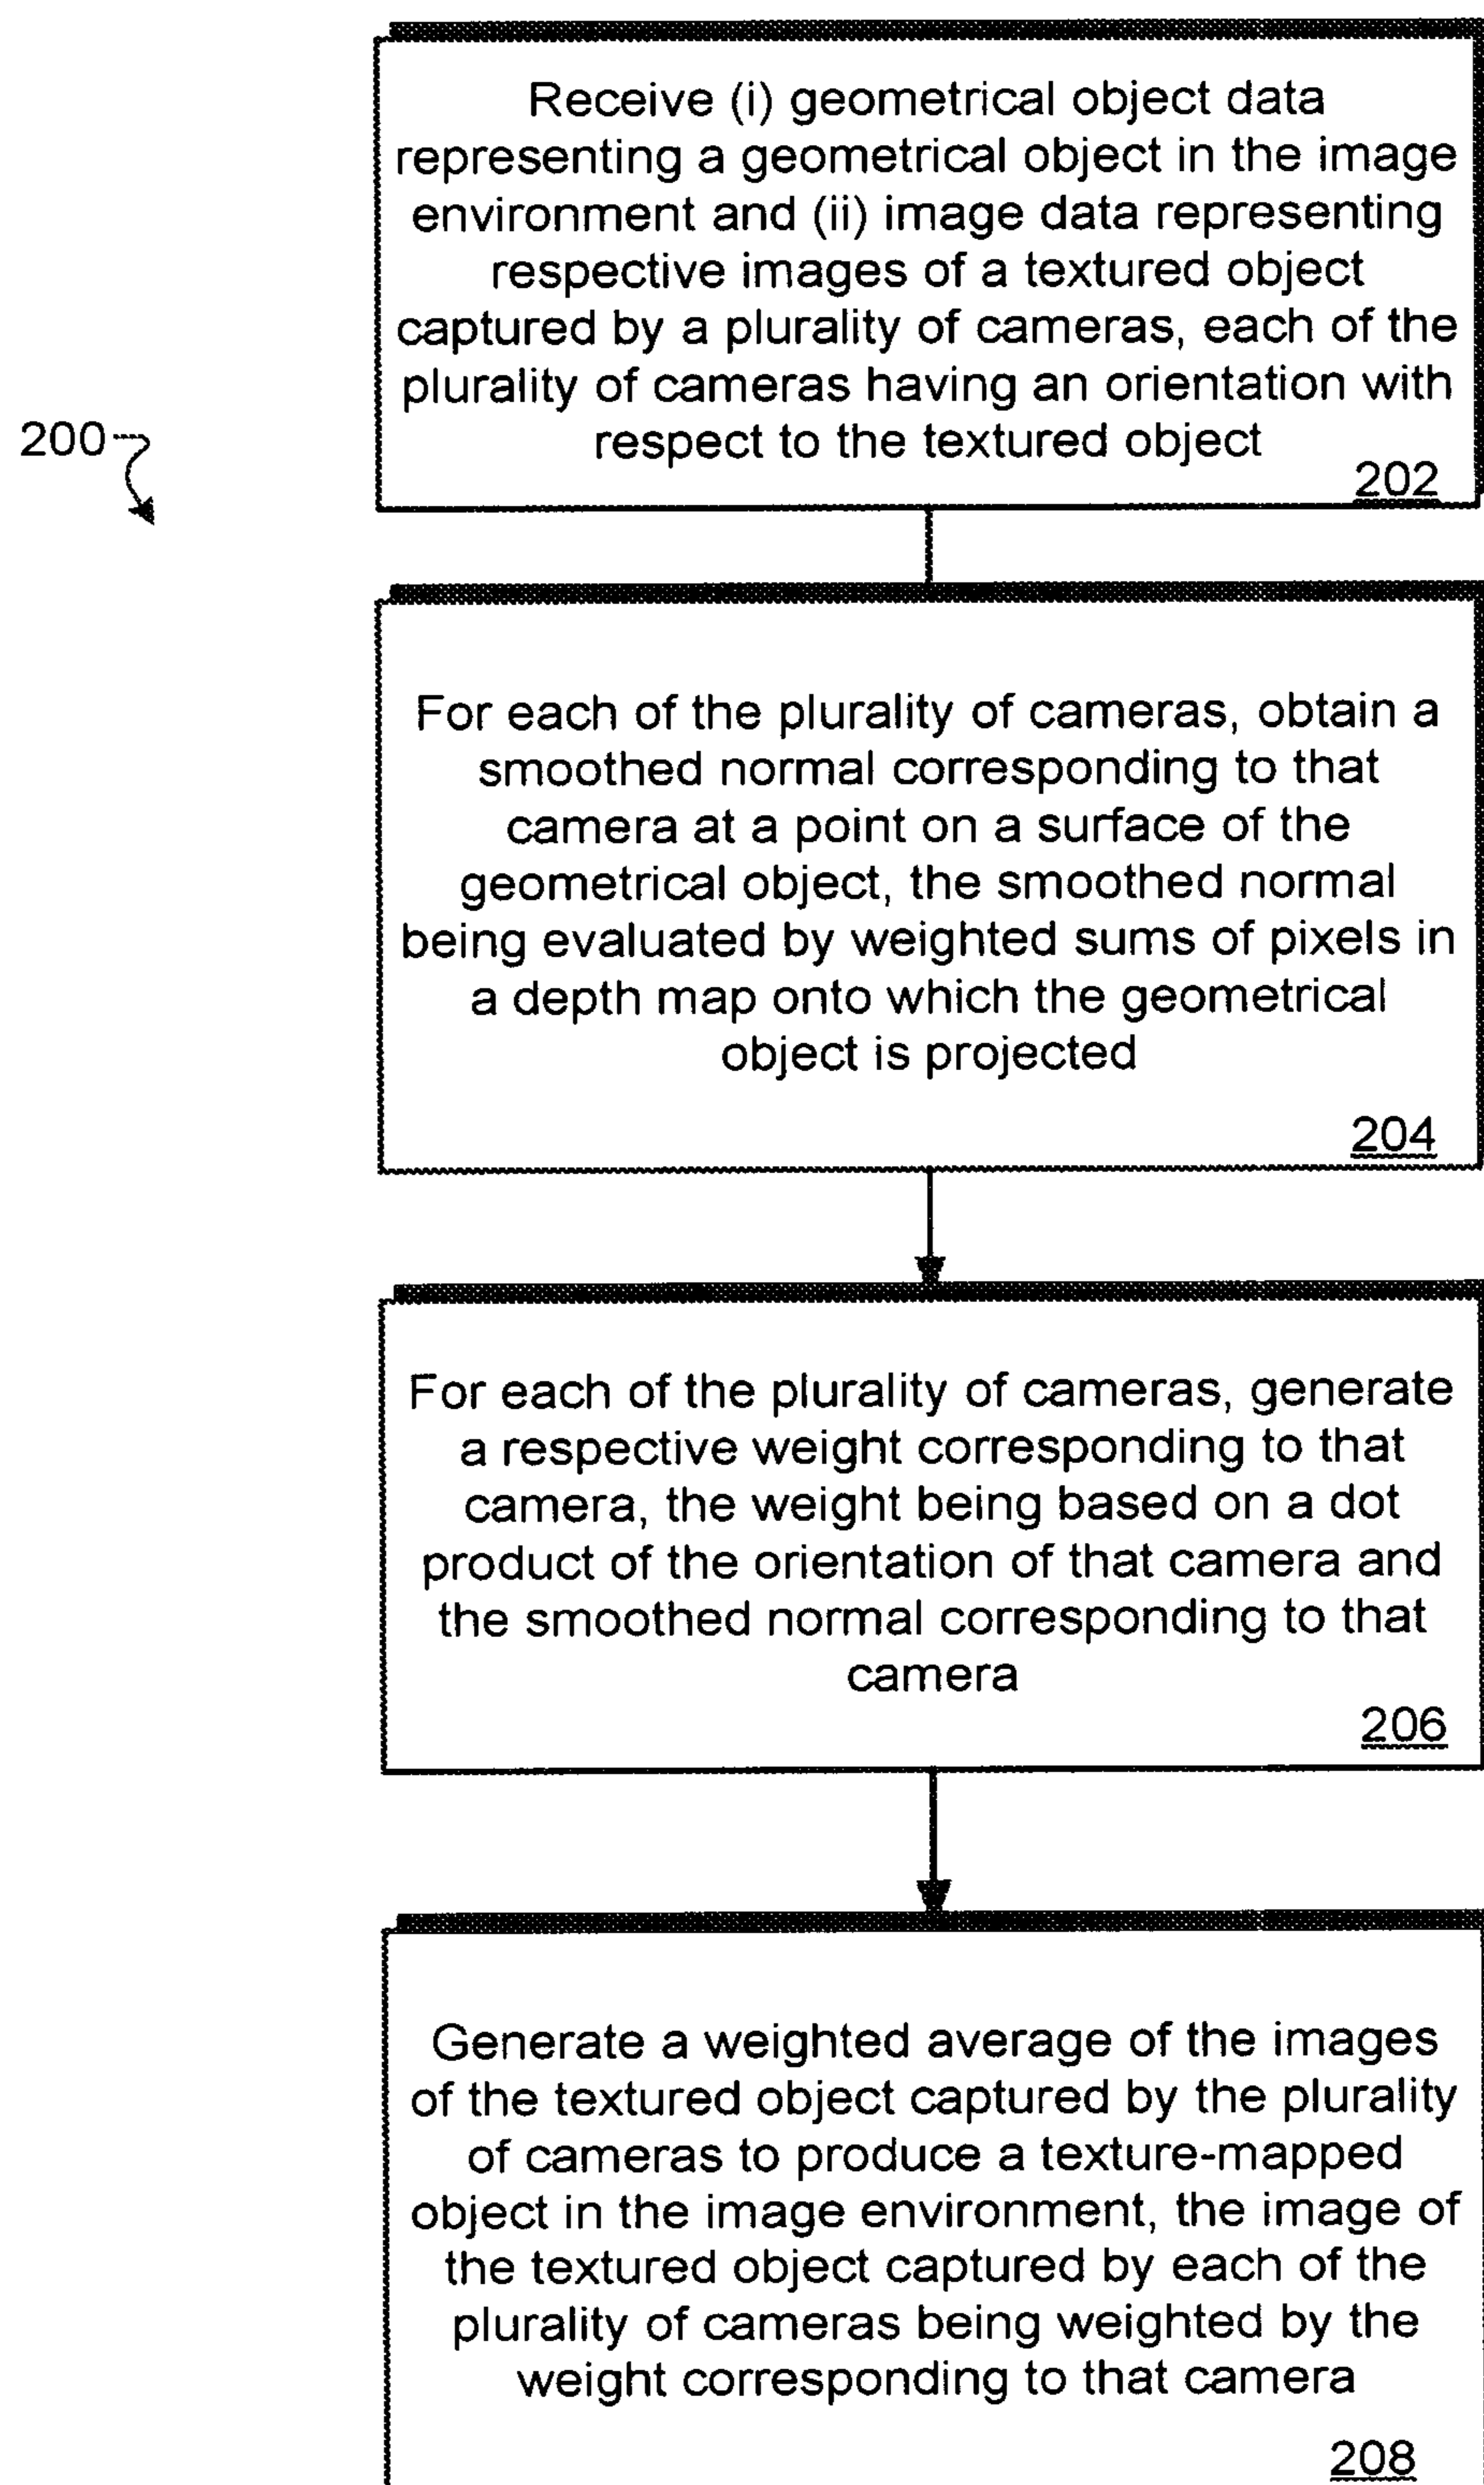 Receive (i) geometrical object data
representing a geometrical object in the image
environment and (ii) image data representing
respective images of a textured object
captured by a plurality of cameras, each of the
plurality of cameras having an orientation with
respect to the textured object
202
200
For each of the plurality of cameras, obtain a
smoothed normal corresponding to that
camera at a point on a surface of the
geometrical object, the smoothed normal
being evaluated by weighted sums of pixels in
a depth map onto which the geometrical
object is projected
204
For each of the plurality of cameras, generate
a respective weight corresponding to that
camera, the weight being based on a dot
product of the orientation of that camera and
the smoothed normal corresponding to that
camera
206
Generate a weighted average of the images
of the textured object captured by the plurality
of cameras to produce a texture-mapped
object in the image environment, the image of
the textured object captured by each of the
plurality of cameras being weighted by the
weight corresponding to that camera
208